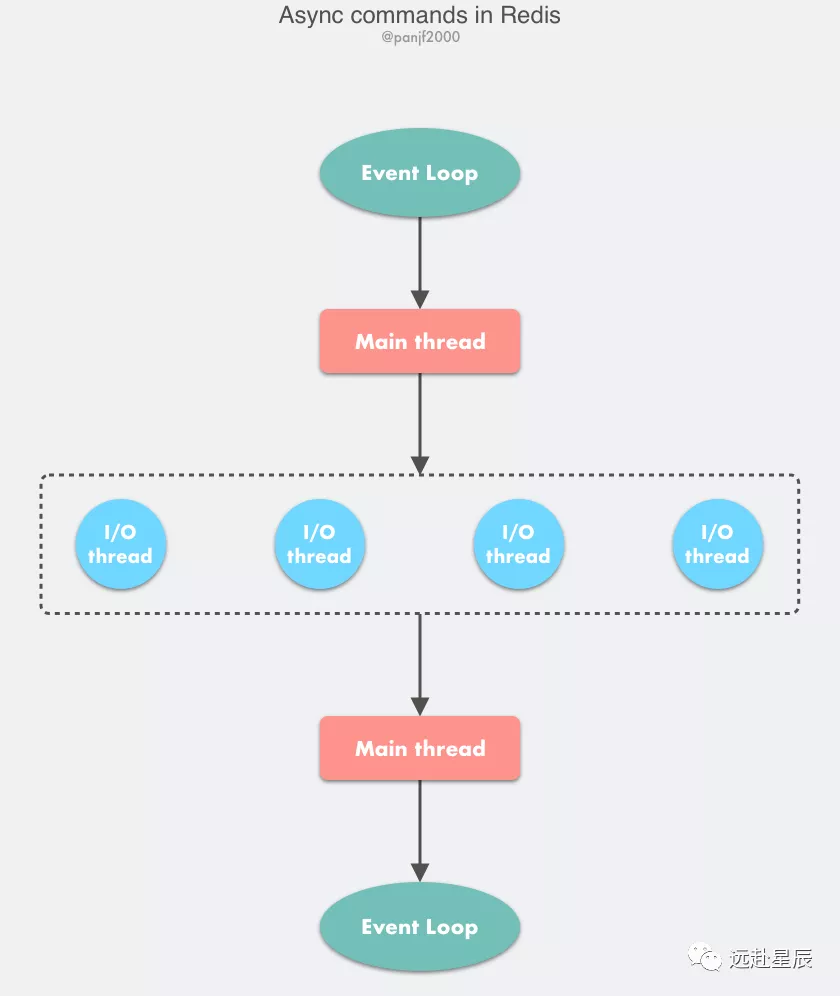 Async commands in Redis
@panjf2000
Event Loop
Main thread
I/O
thread
I/O
thread
I/O
thread
I/O
thread
Main thread
Event Loop
远赴星辰